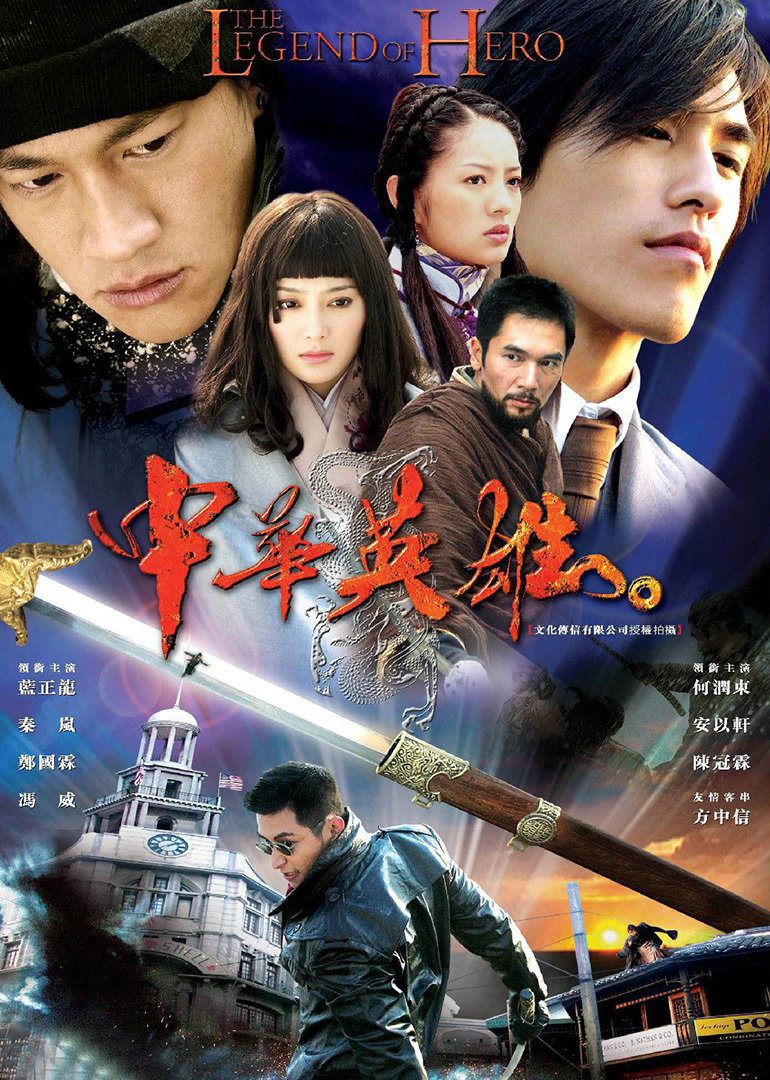 THE
LEGEND OF HERO
中華英雄
【文化傳信有限公司授權拍攝】
領銜主演
藍正龍
秦嵐
鄭國霖
馮威
領銜主演
何潤東
安以軒
陳冠霖
友情客串
方中信
PO